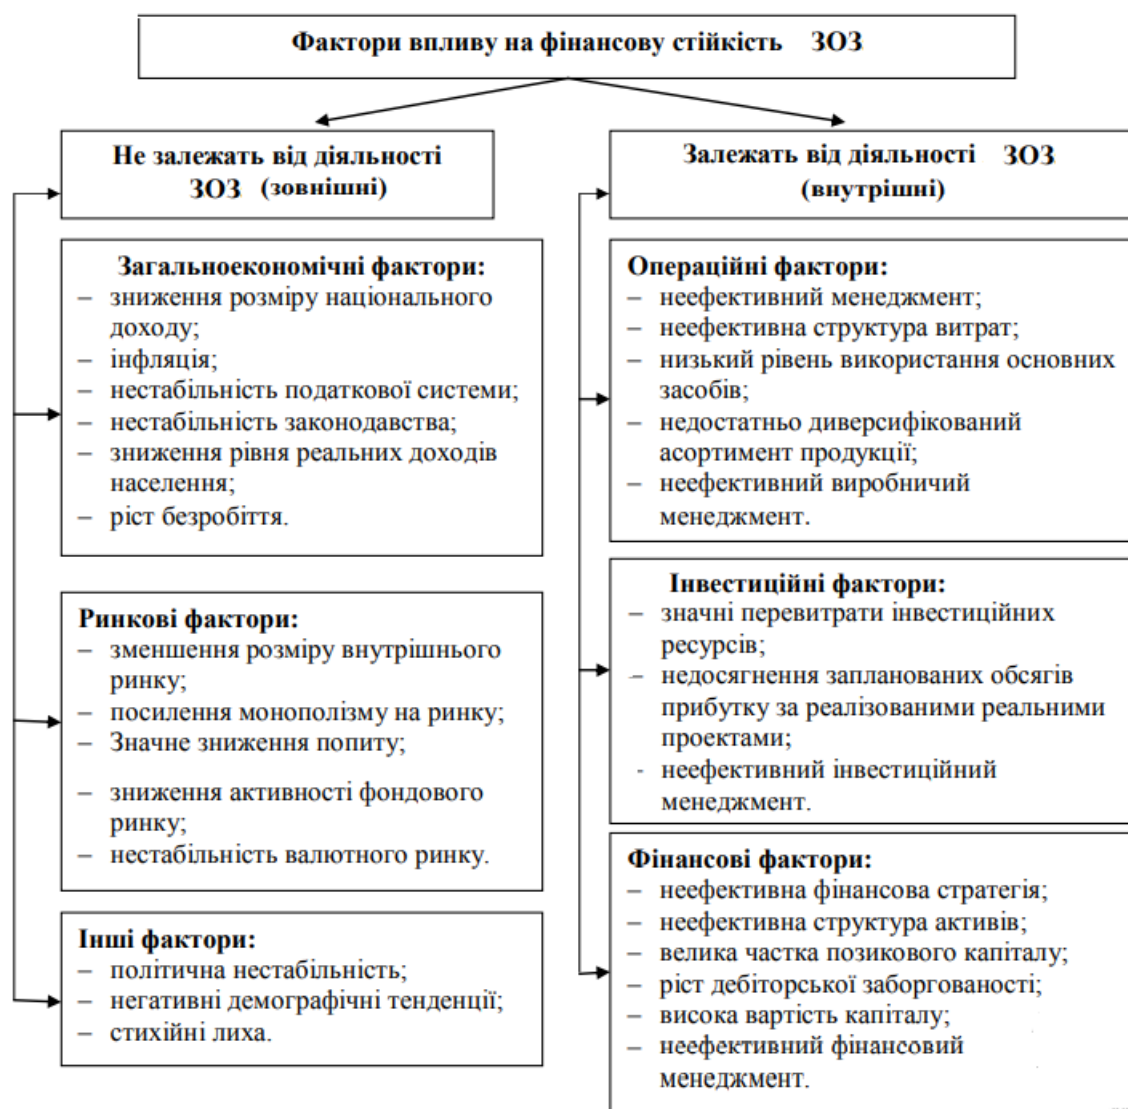 Фактори впливу на фінансову стійкість ЗОЗ
Не залежать від діяльності
ЗОЗ (зовнішні)
Загальноекономічні фактори:
– зниження розміру національного
доходу;
– інфляція;
– нестабільність податкової системи;
– нестабільність законодавства;
– зниження рівня реальних доходів
населення;
– ріст безробіття.
Ринкові фактори:
– зменшення розміру внутрішнього
ринку;
– посилення монополізму на ринку;
– Значне зниження попиту;
– зниження активності фондового
ринку;
– нестабільність валютного ринку.
Інші фактори:
– політична нестабільність;
– негативні демографічні тенденції;
– стихійні лиха.
Залежать від діяльності ЗОЗ
(внутрішні)
Операційні фактори:
– неефективний менеджмент;
– неефективна структура витрат;
– низький рівень використання основних
засобів;
– недостатньо диверсифікований
асортимент продукції;
– неефективний виробничий
менеджмент.
Інвестиційні фактори:
– значні перевитрати інвестиційних
ресурсів;
– недосягнення запланованих обсягів
прибутку за реалізованими реальними
проектами;
- неефективний інвестиційний
менеджмент.
Фінансові фактори:
– неефективна фінансова стратегія;
– неефективна структура активів;
– велика частка позикового капіталу;
– ріст дебіторської заборгованості;
– висока вартість капіталу;
– неефективний фінансовий
менеджмент.